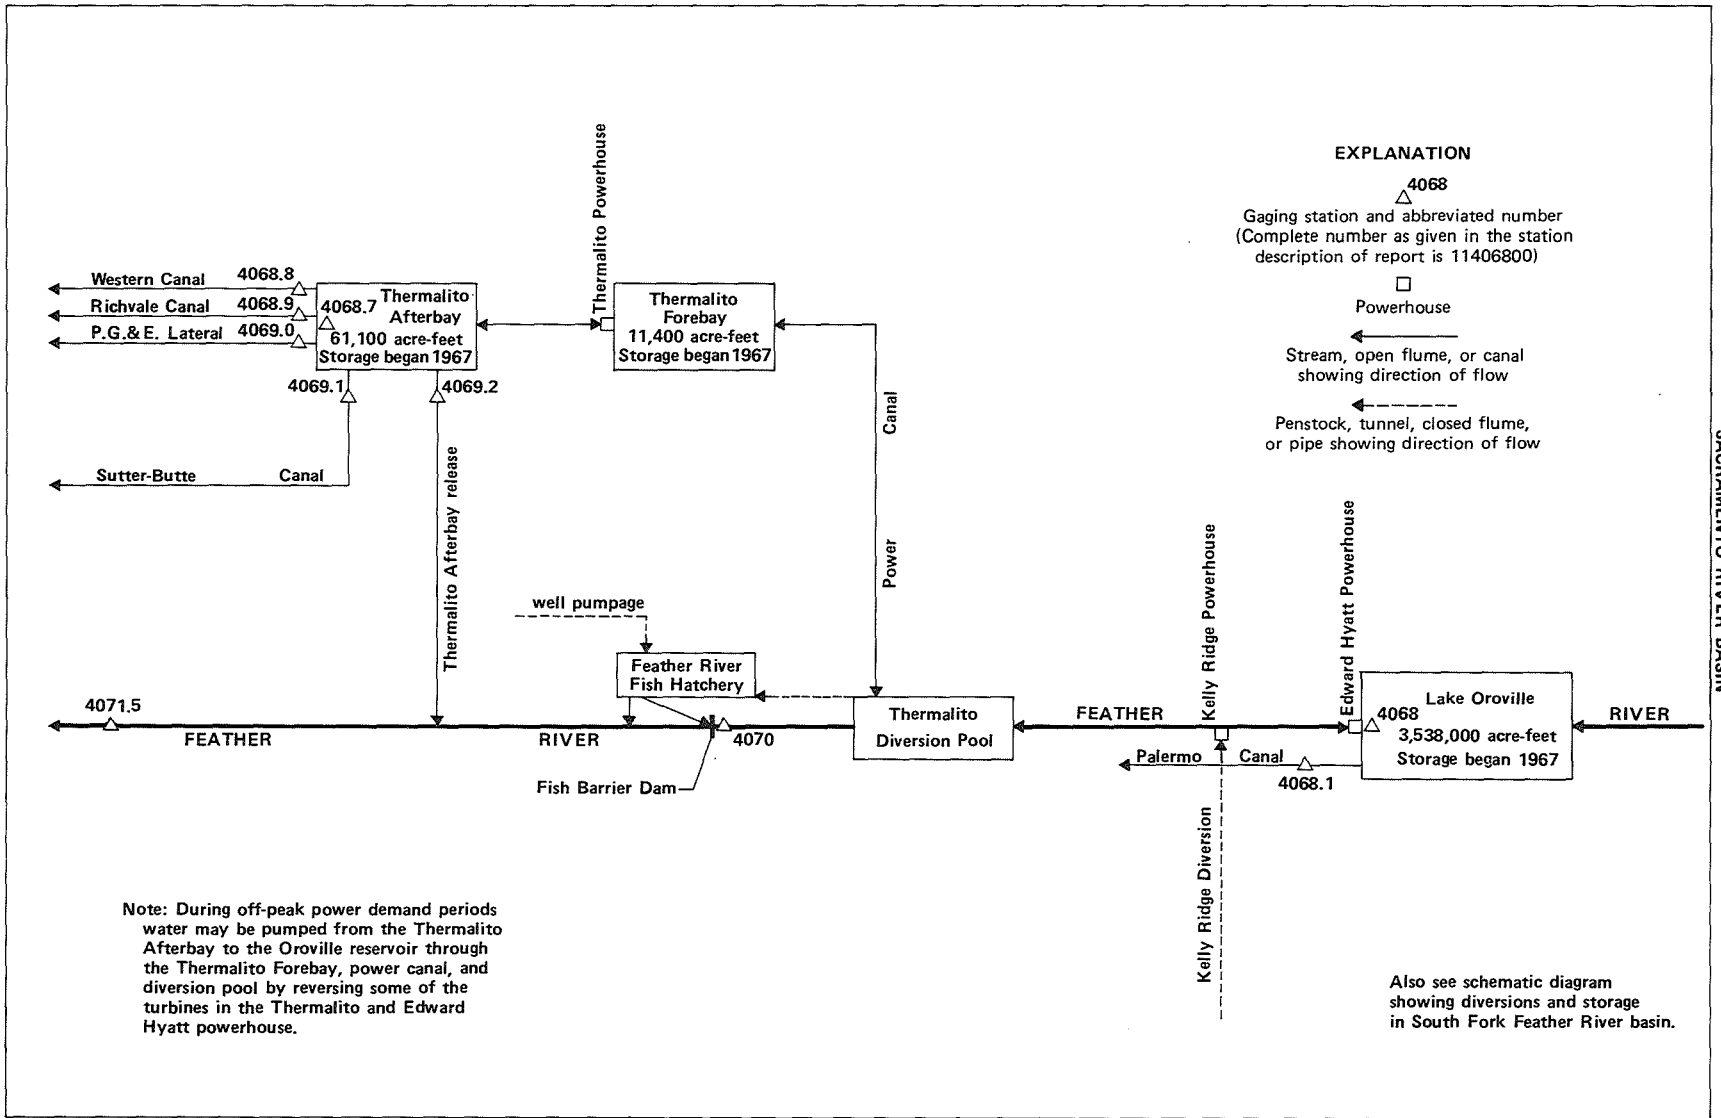 EXPLANATION
4068
Gaging station and abbreviated number
(Complete number as given in the station
description of report is 11406800)
Powerhouse
Stream, open flume, or canal
showing direction of flow
Penstock, tunnel, closed flume,
or pipe showing direction of flow
Thermalito Powerhouse
Western Canal 4068.8
Richvale Canal 4068.9
P.G.&E. Lateral 4069.0
4068.7
Thermalito
Afterbay
61,100 acre-feet
Storage began 1967
Thermalito
Forebay
11,400 acre-feet
Storage began 1967
4069.1
4069.2
Sutter-Butte Canal
Thermalito Afterbay release
Canal
Power
well pumpage
Feather River
Fish Hatchery
Kelly Ridge Powerhouse
Edward Hyatt Powerhouse
4071.5
FEATHER RIVER
4070
Fish Barrier Dam
Thermalito
Diversion Pool
FEATHER
4068
Lake Oroville
3,538,000 acre-feet
Storage began 1967
RIVER
Palermo Canal
4068.1
Kelly Ridge Diversion
Note: During off-peak power demand periods
water may be pumped from the Thermalito
Afterbay to the Oroville reservoir through
the Thermalito Forebay, power canal, and
diversion pool by reversing some of the
turbines in the Thermalito and Edward
Hyatt powerhouse.
Also see schematic diagram
showing diversions and storage
in South Fork Feather River basin.
SACRAMENTO RIVER BASIN